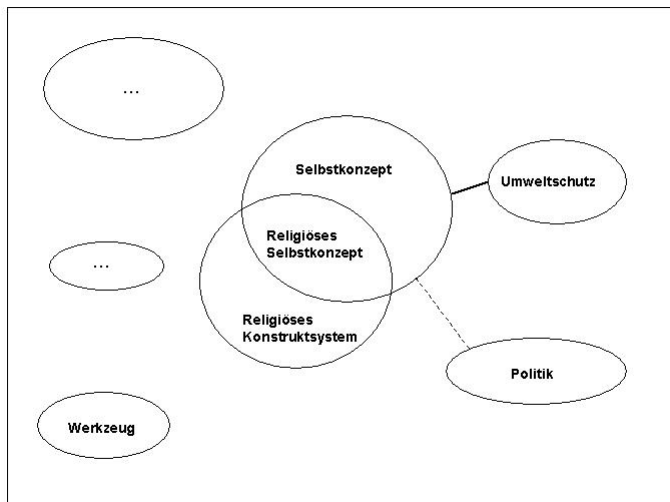 ...
Selbstkonzept
Umweltschutz
Religiöses
Selbstkonzept
...
Religiöses
Konstruktsystem
Politik
Werkzeug